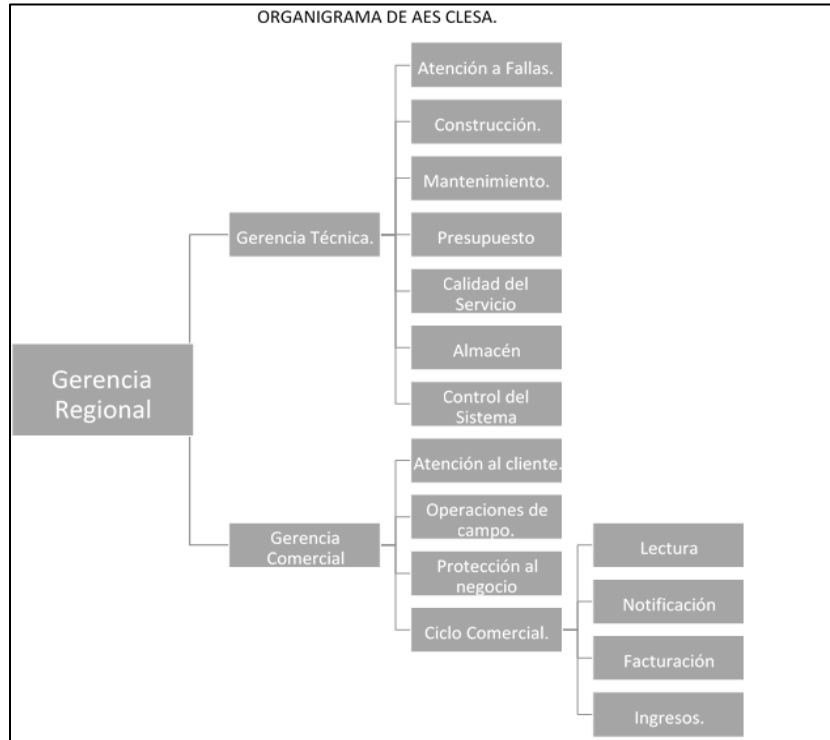 ORGANIGRAMA DE AES CLESA.
Gerencia
Regional
Gerencia Técnica.
Atención a Fallas.
Construcción.
Mantenimiento.
Presupuesto
Calidad del
Servicio
Almacén
Control del
Sistema
Gerencia
Comercial
Atención al cliente.
Operaciones de
campo.
Protección al
negocio
Ciclo Comercial.
Lectura
Notificación
Facturación
Ingresos.